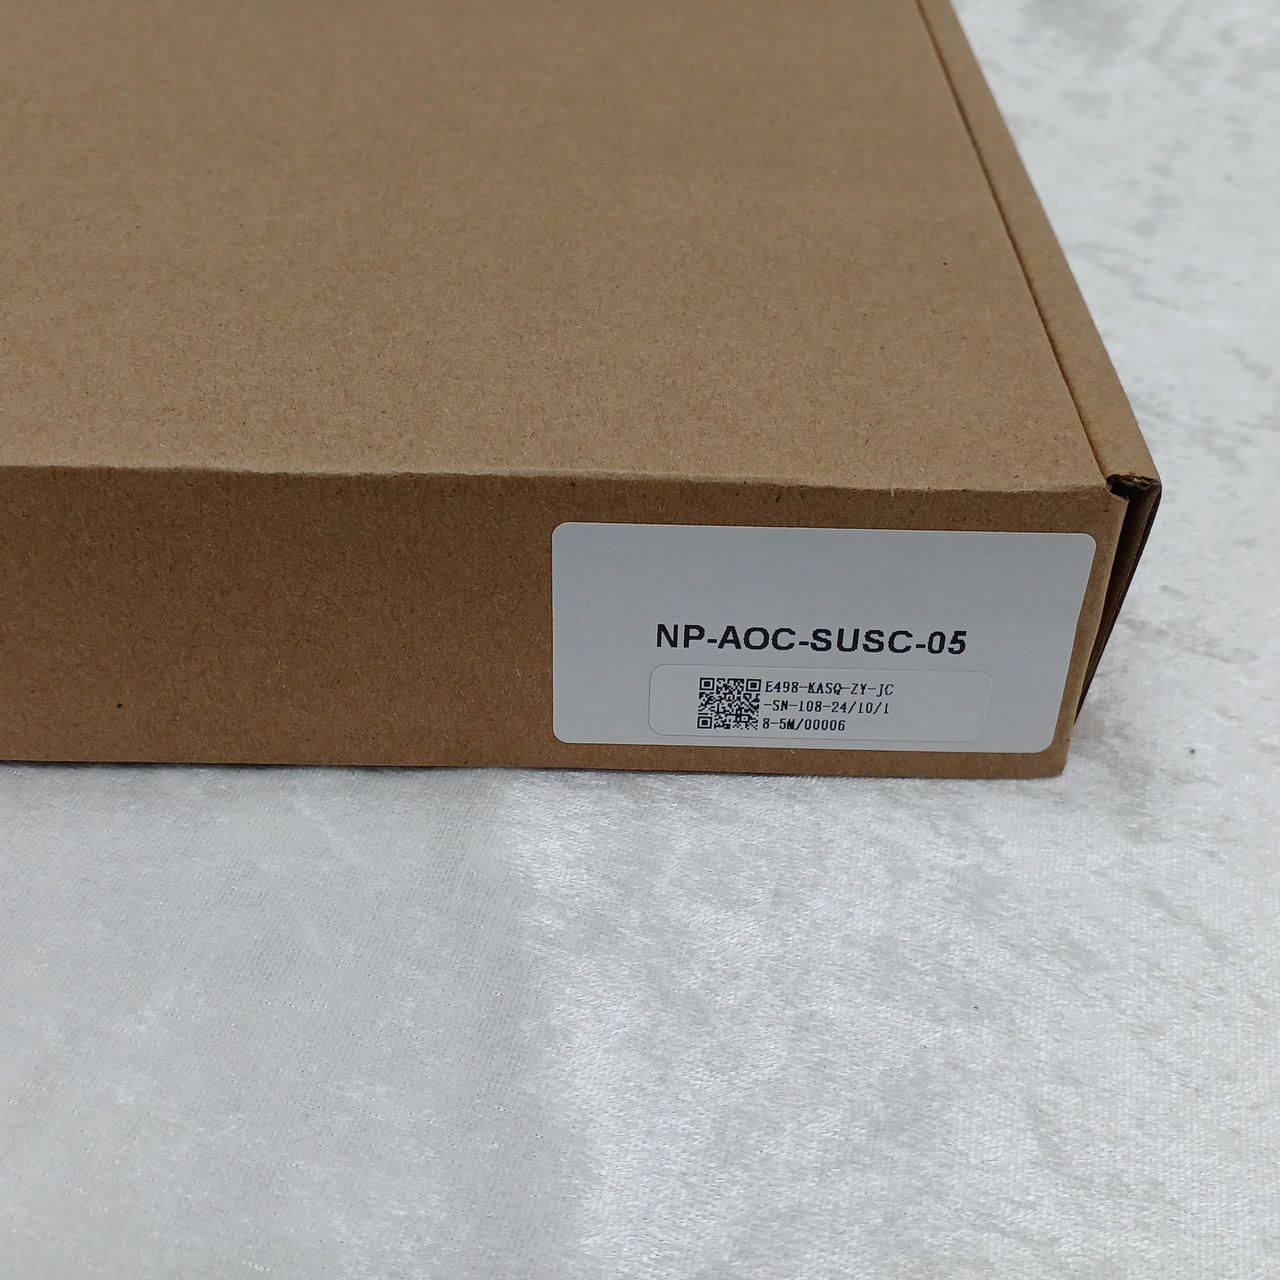 NP-AOC-SUSC-05
E498-KASQ-ZY-JC
-SN-108-24/10/1
8-5M/00006